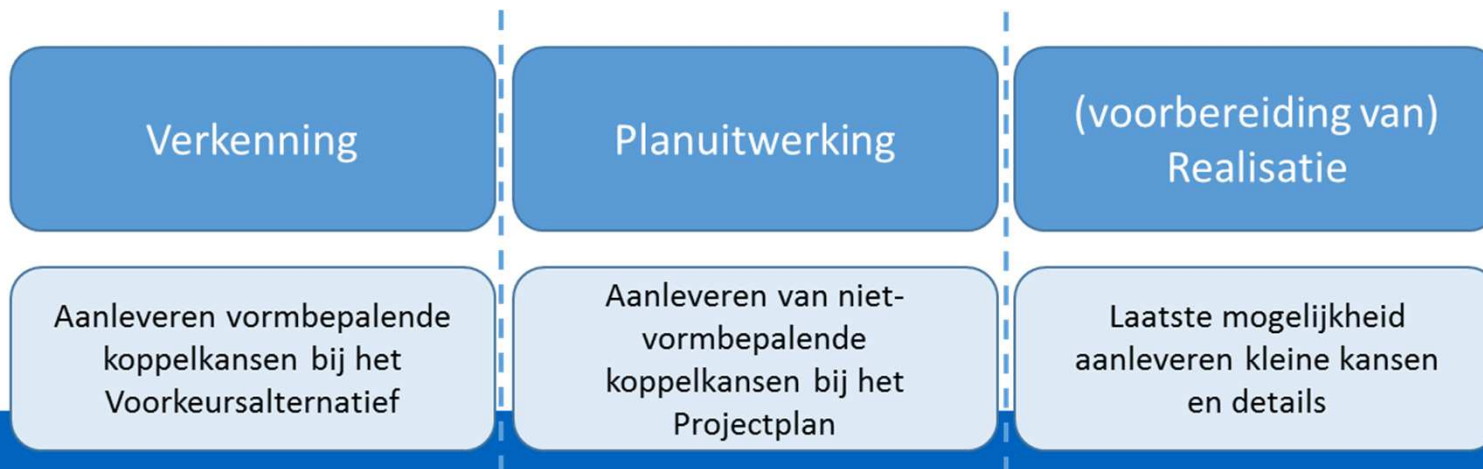 Verkenning
Planuitwerking
(voorbereiding van)
Realisatie
Aanleveren vormbepalende
koppelkansen bij het
Voorkeursalternatief
Aanleveren van niet-
vormbepalende
koppelkansen bij het
Projectplan
Laatste mogelijkheid
aanleveren kleine kansen
en details